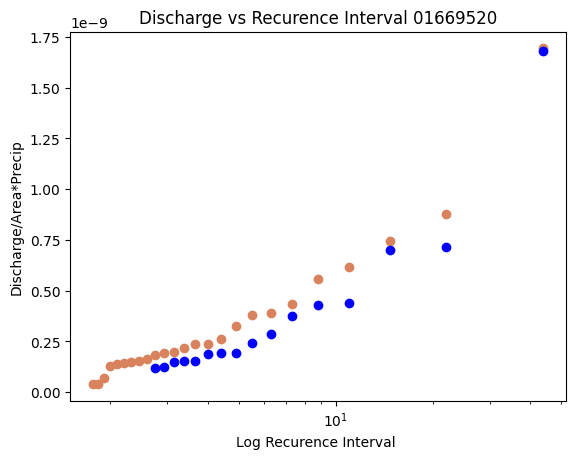 Discharge vs Recurence Interval 01669520
1e−9
1.75
1.50
1.25
1.00
0.75
0.50
0.25
0.00
Discharge/Area*Precip
10¹
Log Recurence Interval